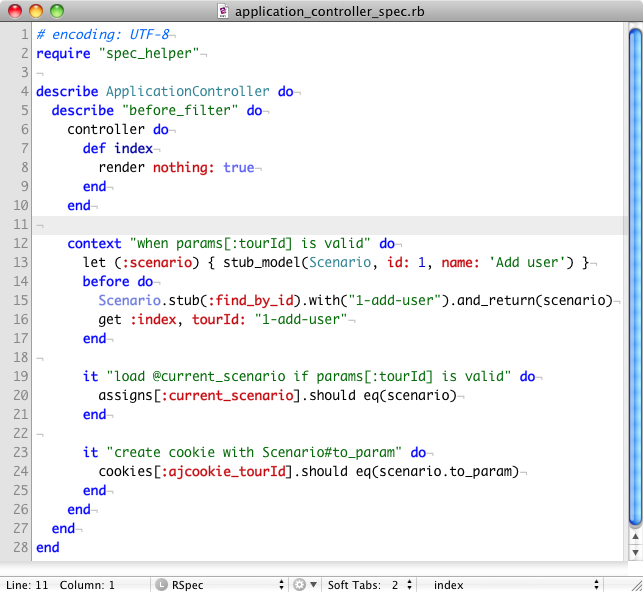 application_controller_spec.rb
1 # encoding: UTF-8¬
2 require "spec_helper"¬
3 ¬
4 describe ApplicationController do¬
5   describe "before_filter" do¬
6     controller do¬
7       def index¬
8         render nothing: true¬
9       end¬
10     end¬
11 ¬
12     context "when params[:tourId] is valid" do¬
13       let (:scenario) { stub_model(Scenario, id: 1, name: 'Add user') }¬
14       before do¬
15         Scenario.stub(:find_by_id).with("1-add-user").and_return(scenario)¬
16         get :index, tourId: "1-add-user"¬
17       end¬
18 ¬
19       it "load @current_scenario if params[:tourId] is valid" do¬
20         assigns[:current_scenario].should eq(scenario)¬
21       end¬
22 ¬
23       it "create cookie with Scenario#to_param" do¬
24         cookies[:ajcookie_tourId].should eq(scenario.to_param)¬
25       end¬
26     end¬
27   end¬
28 end
Line: 11 Column: 1 L RSpec Soft Tabs: 2 index